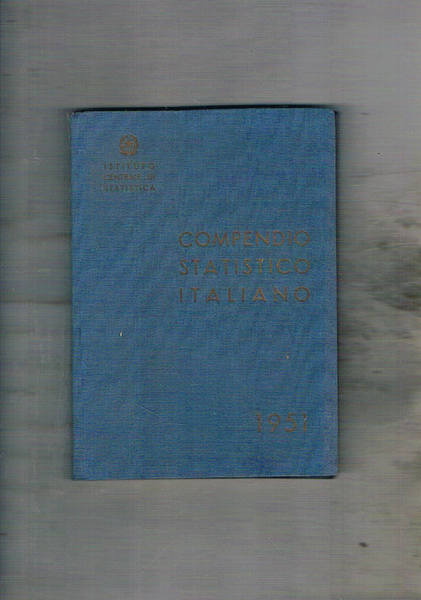 ISTITUTO
CENTRALE DI
STATISTICA
COMPENDIO
STATISTICO
ITALIANO
1951